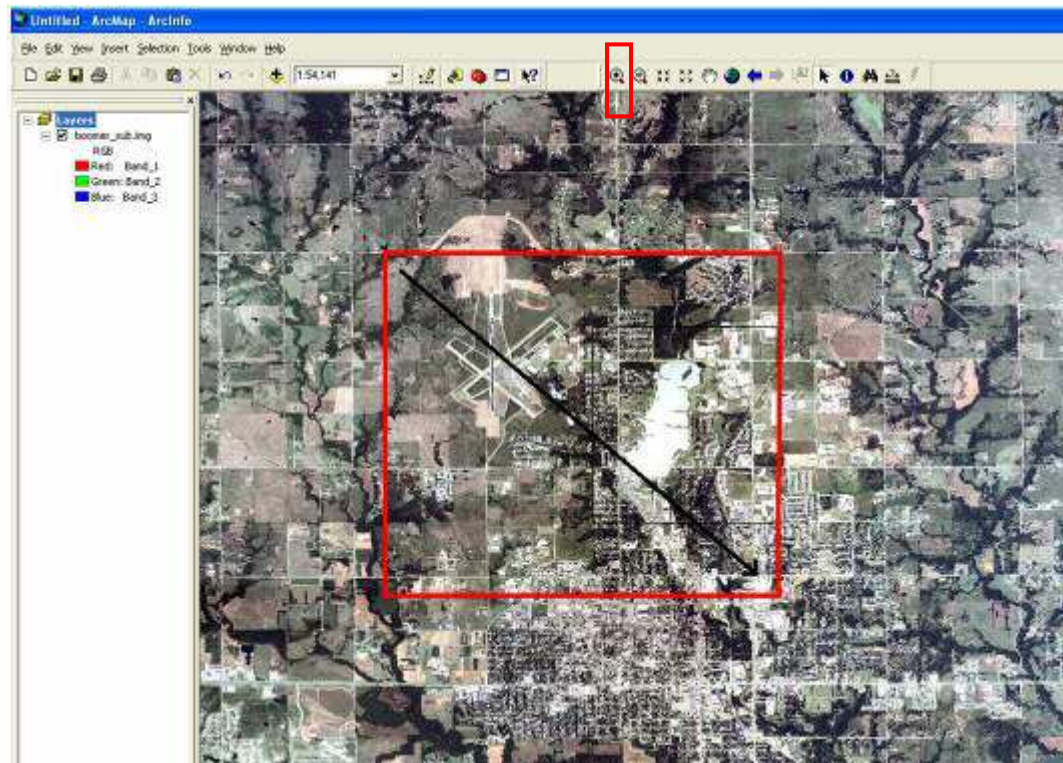 Untitled - ArcMap - ArcInfo
File Edit View Insert Selection Tools Window Help
1:54,141
Layers
boomer_sub.img
RGB
Red: Band_1
Green: Band_2
Blue: Band_3